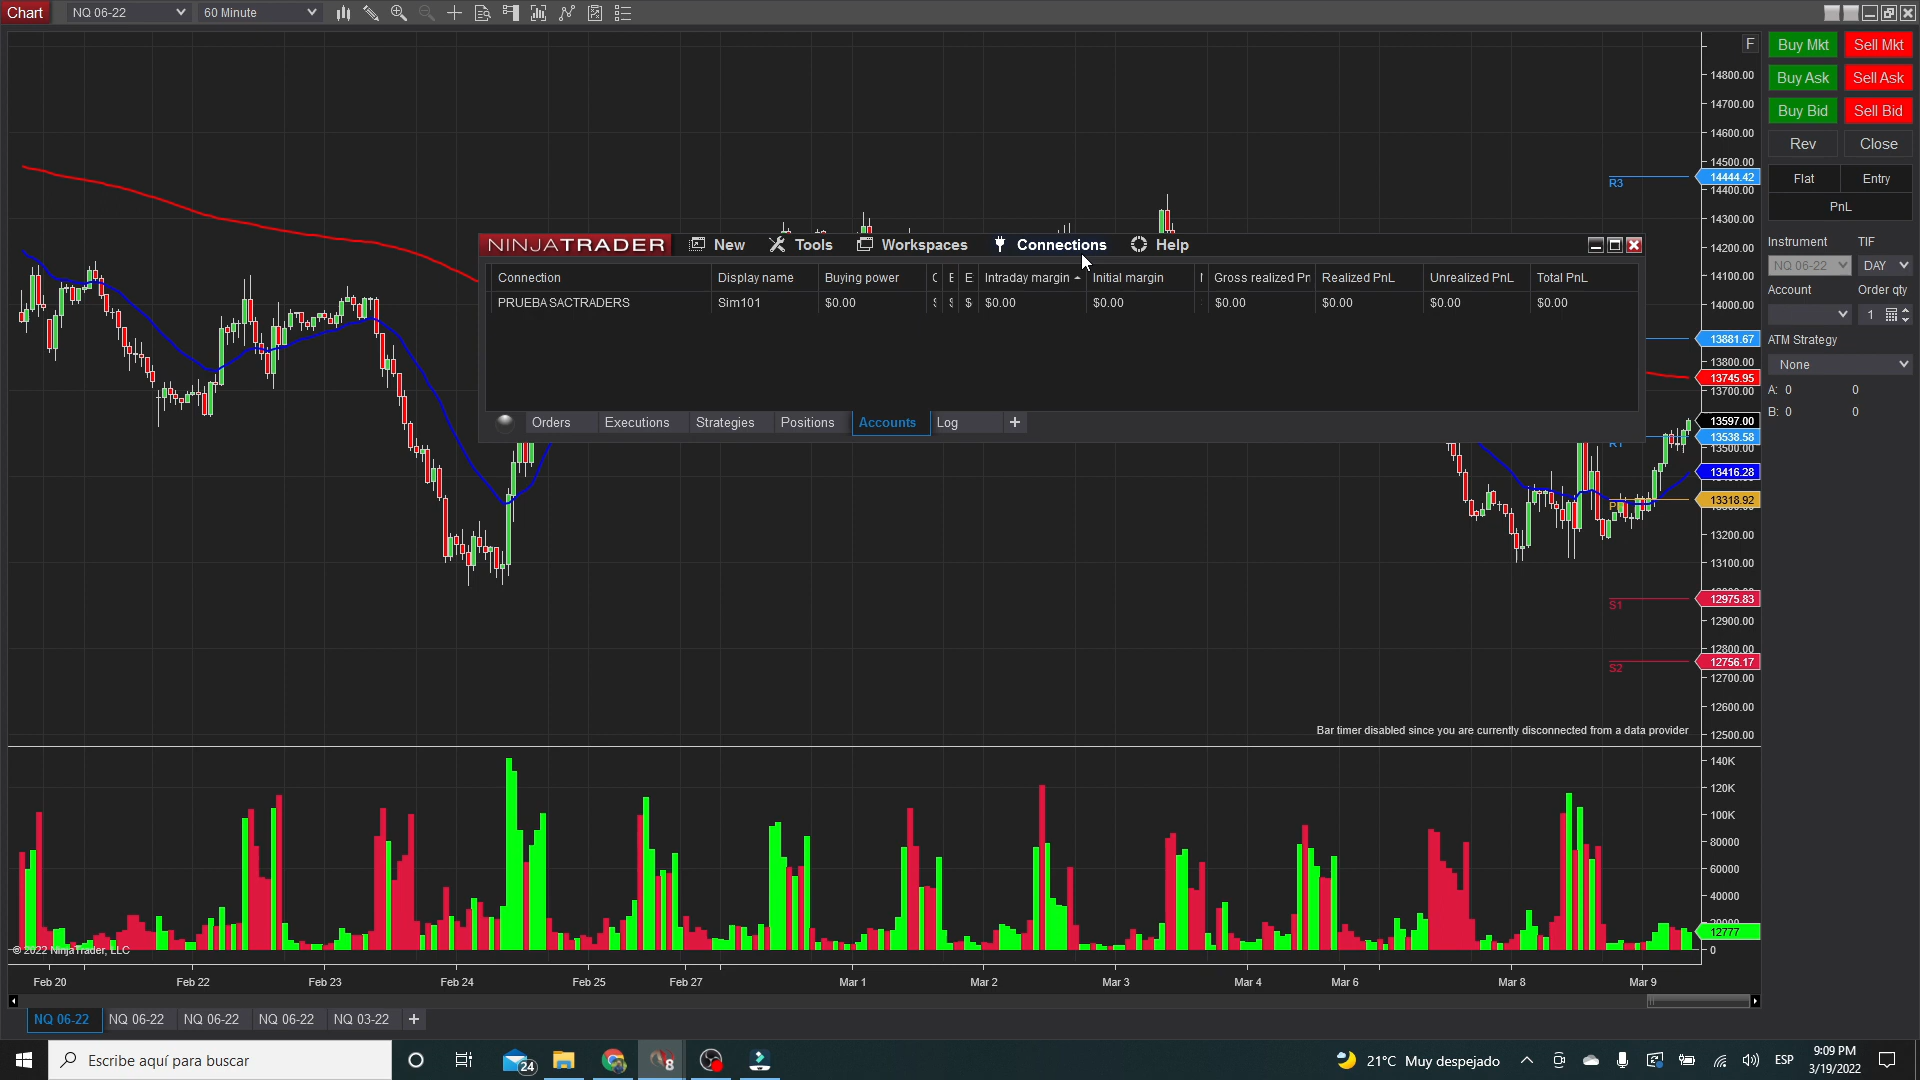 Chart NQ 06-22 60 Minute
F
Buy Mkt Sell Mkt
Buy Ask Sell Ask
Buy Bid Sell Bid
Rev Close
Flat Entry
PnL
Instrument TIF
NQ 06-22 DAY
Account Order qty
1
ATM Strategy
None
A: 0 0
B: 0 0
14800.00
14700.00
14600.00
14500.00
R3 14444.42
14400.00
14300.00
14200.00
14100.00
14000.00
13881.67
13800.00
13745.95
13700.00
13597.00
R1 13538.58
13500.00
13416.28
PP 13318.92
13200.00
13100.00
S1 12975.83
12900.00
12800.00
S2 12756.17
12700.00
12600.00
12500.00
NINJATRADER New Tools Workspaces Connections Help
Connection Display name Buying power E Intraday margin Initial margin Gross realized Pr Realized PnL Unrealized PnL Total PnL
PRUEBA SACTRADERS Sim101 $0.00 $ $0.00 $0.00 $0.00 $0.00 $0.00 $0.00
Orders Executions Strategies Positions Accounts Log +
Bar timer disabled since you are currently disconnected from a data provider
140K
120K
100K
80000
60000
40000
20000
12777
0
© 2022 NinjaTrader, LLC
Feb 20 Feb 22 Feb 23 Feb 24 Feb 25 Feb 27 Mar 1 Mar 2 Mar 3 Mar 4 Mar 6 Mar 8 Mar 9
NQ 06-22 NQ 06-22 NQ 06-22 NQ 06-22 NQ 03-22 +
Escribe aquí para buscar 24 8 21°C Muy despejado ESP 9:09 PM
3/19/2022